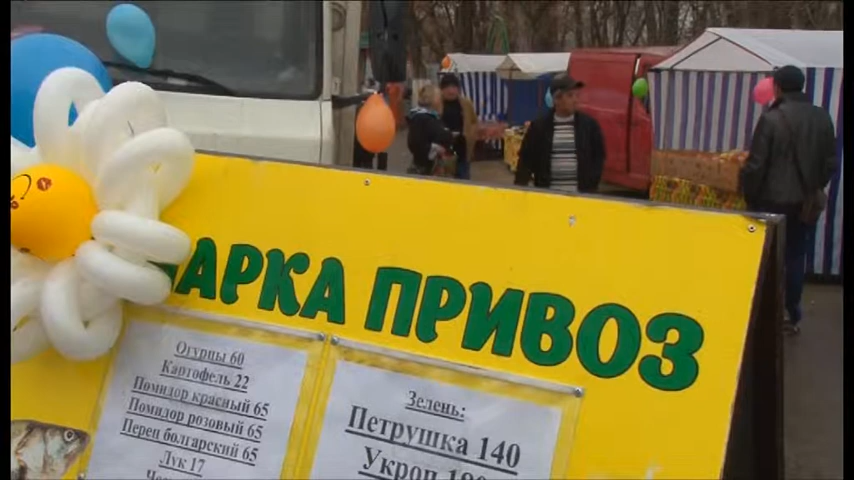 АРКА ПРИВОЗ
Огурцы 60
Картофель 22
Помидор красный 65
Помидор розовый 65
Перец болгарский 65
Лук 17
Зелень:
Петрушка 140
Укроп